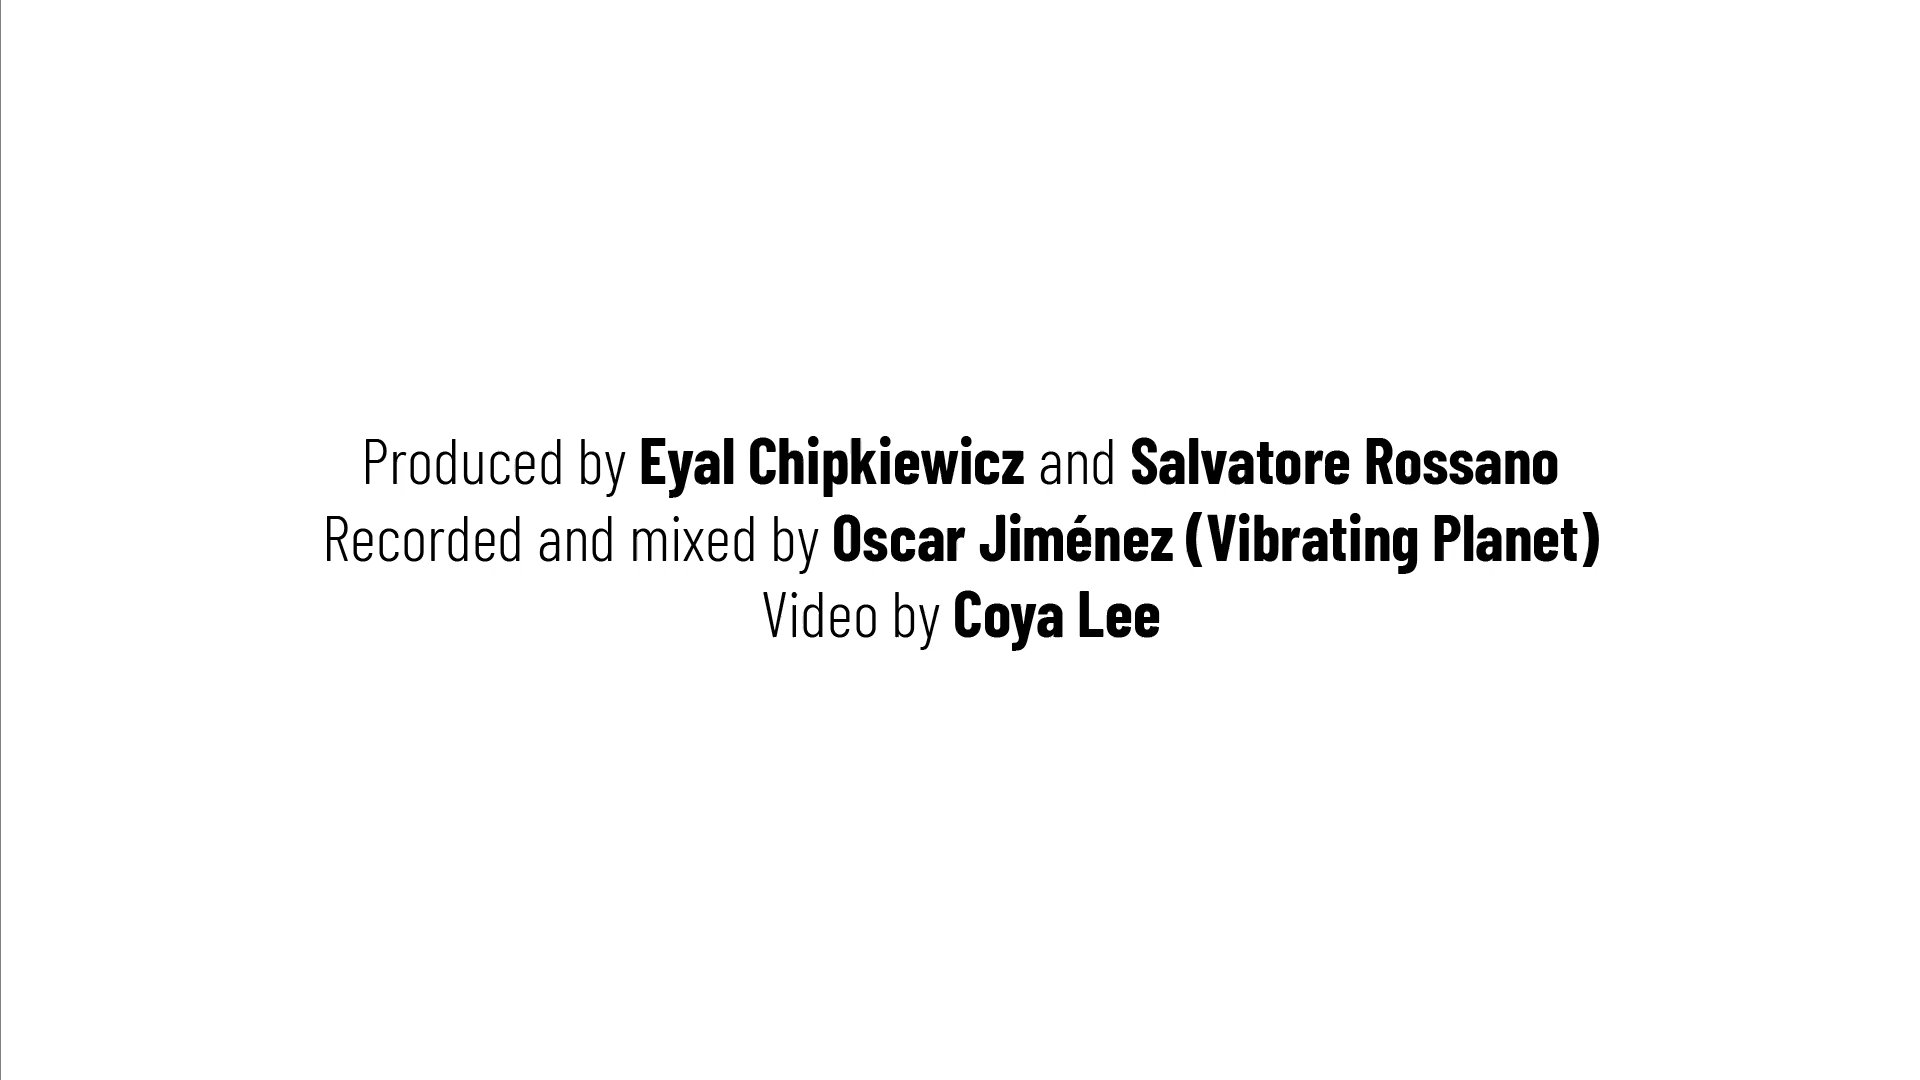 Produced by Eyal Chipkiewicz and Salvatore Rossano
Recorded and mixed by Oscar Jiménez (Vibrating Planet)
Video by Coya Lee